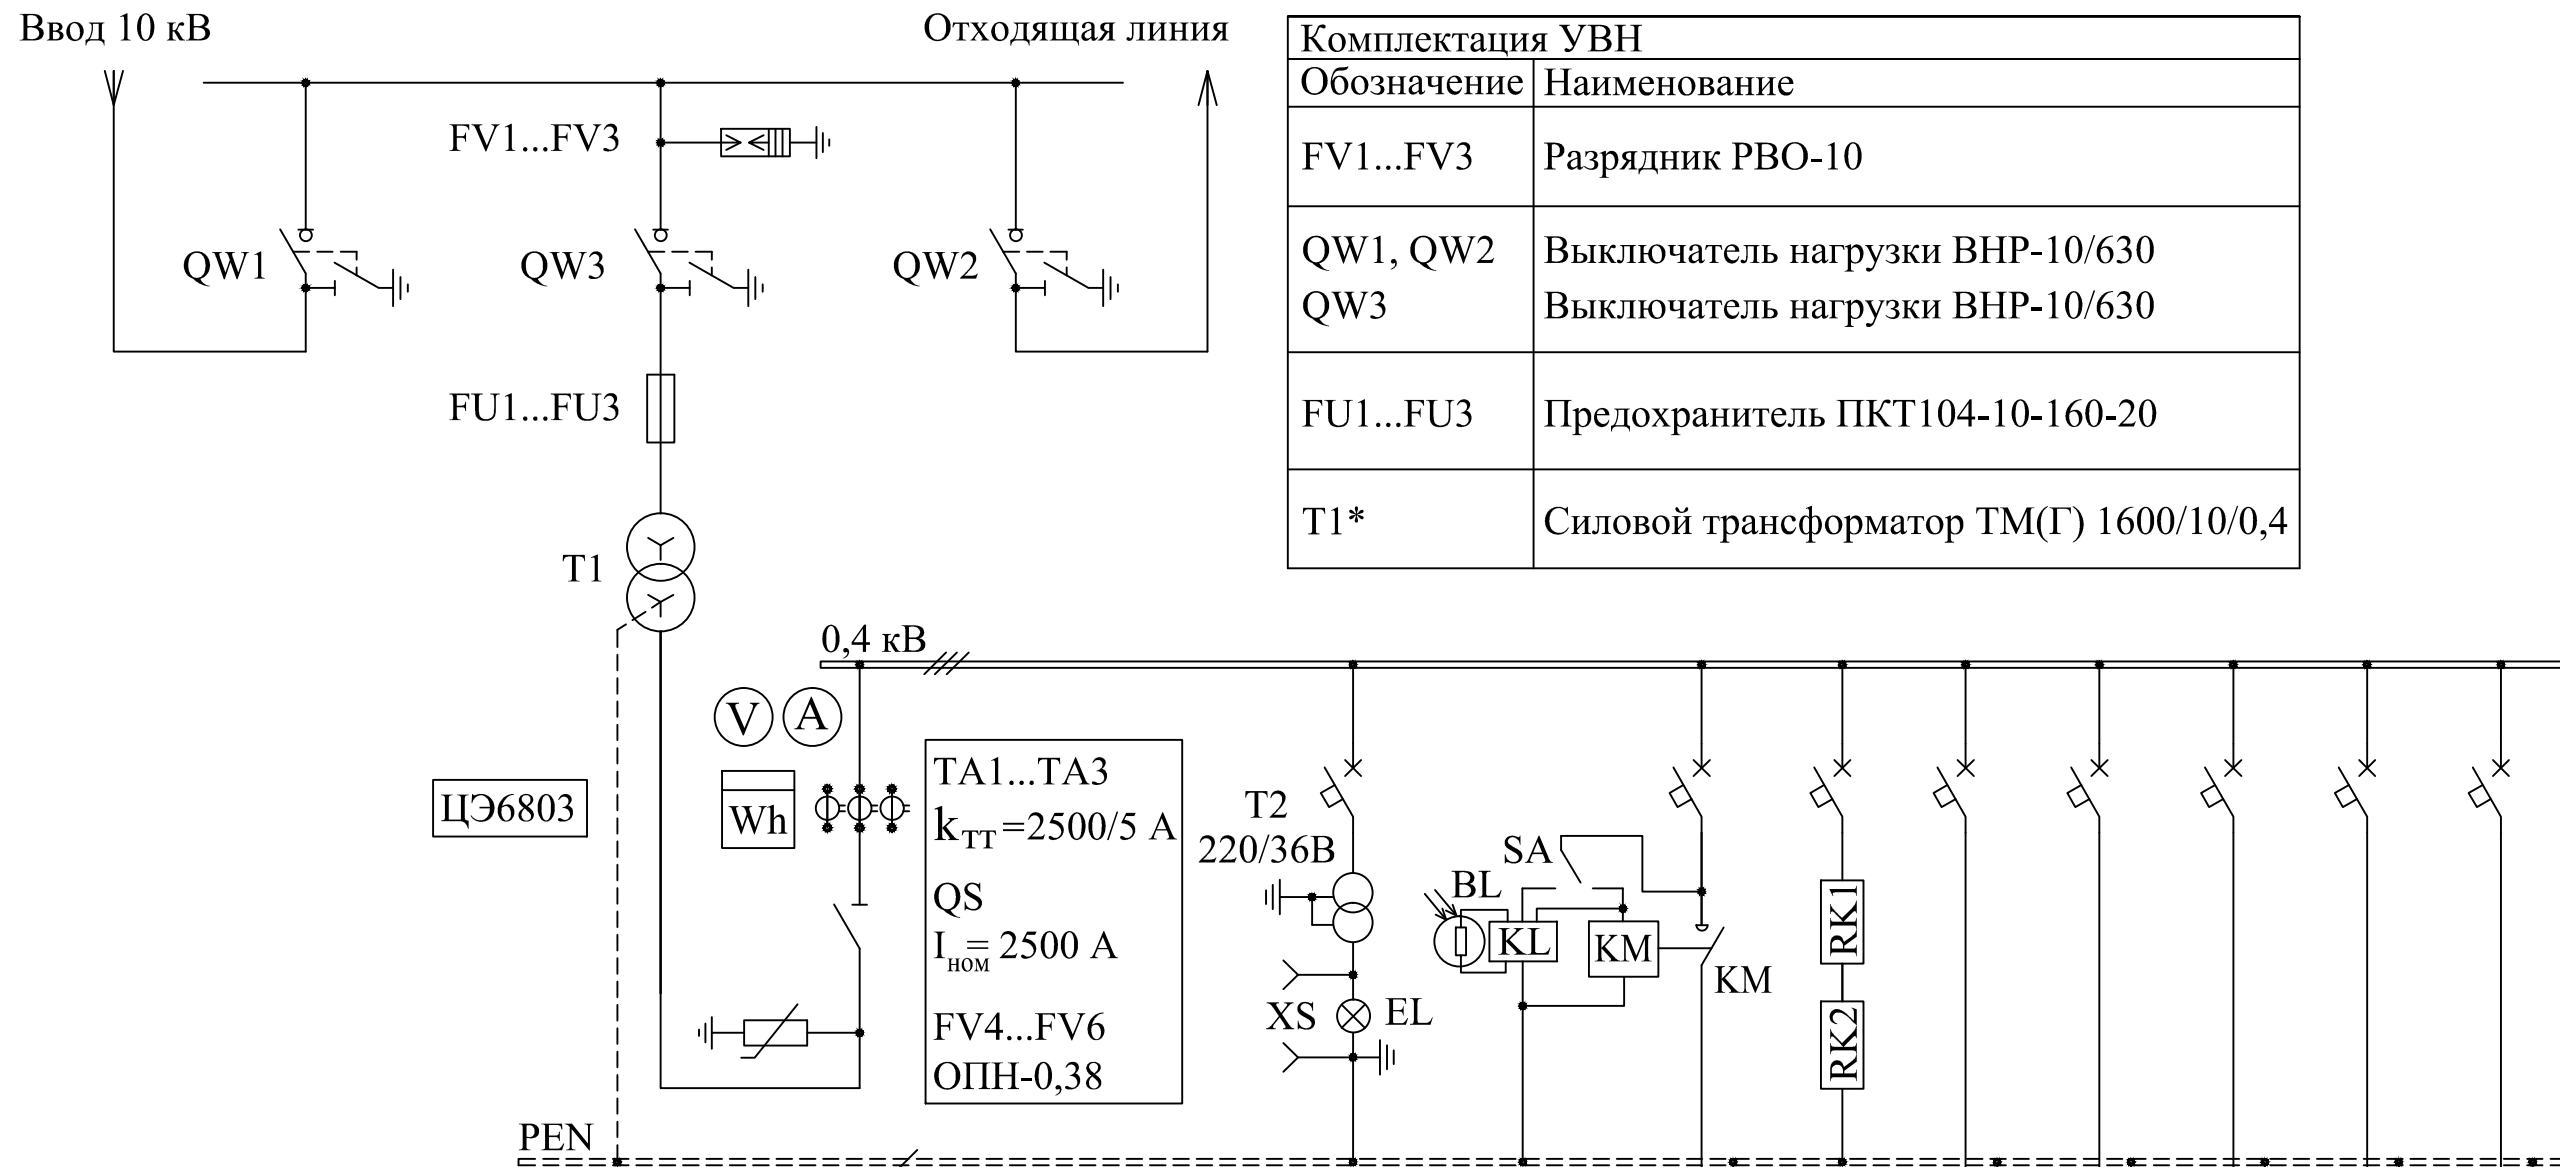 Ввод 10 кВ
Отходящая линия
Комплектация УВН
Обозначение Наименование
FV1...FV3 Разрядник РВО-10
QW1, QW2 Выключатель нагрузки ВНР-10/630
QW3 Выключатель нагрузки ВНР-10/630
FU1...FU3 Предохранитель ПКТ104-10-160-20
T1* Силовой трансформатор ТМ(Г) 1600/10/0,4
FV1...FV3
QW1
QW3
QW2
FU1...FU3
T1
0,4 кВ
V
A
Wh
ЦЭ6803
TA1...TA3
kТТ =2500/5 А
QS
Iном = 2500 А
FV4...FV6
ОПН-0,38
T2
220/36В
XS
EL
BL
SA
KL
KM
KM
RK1
RK2
PEN